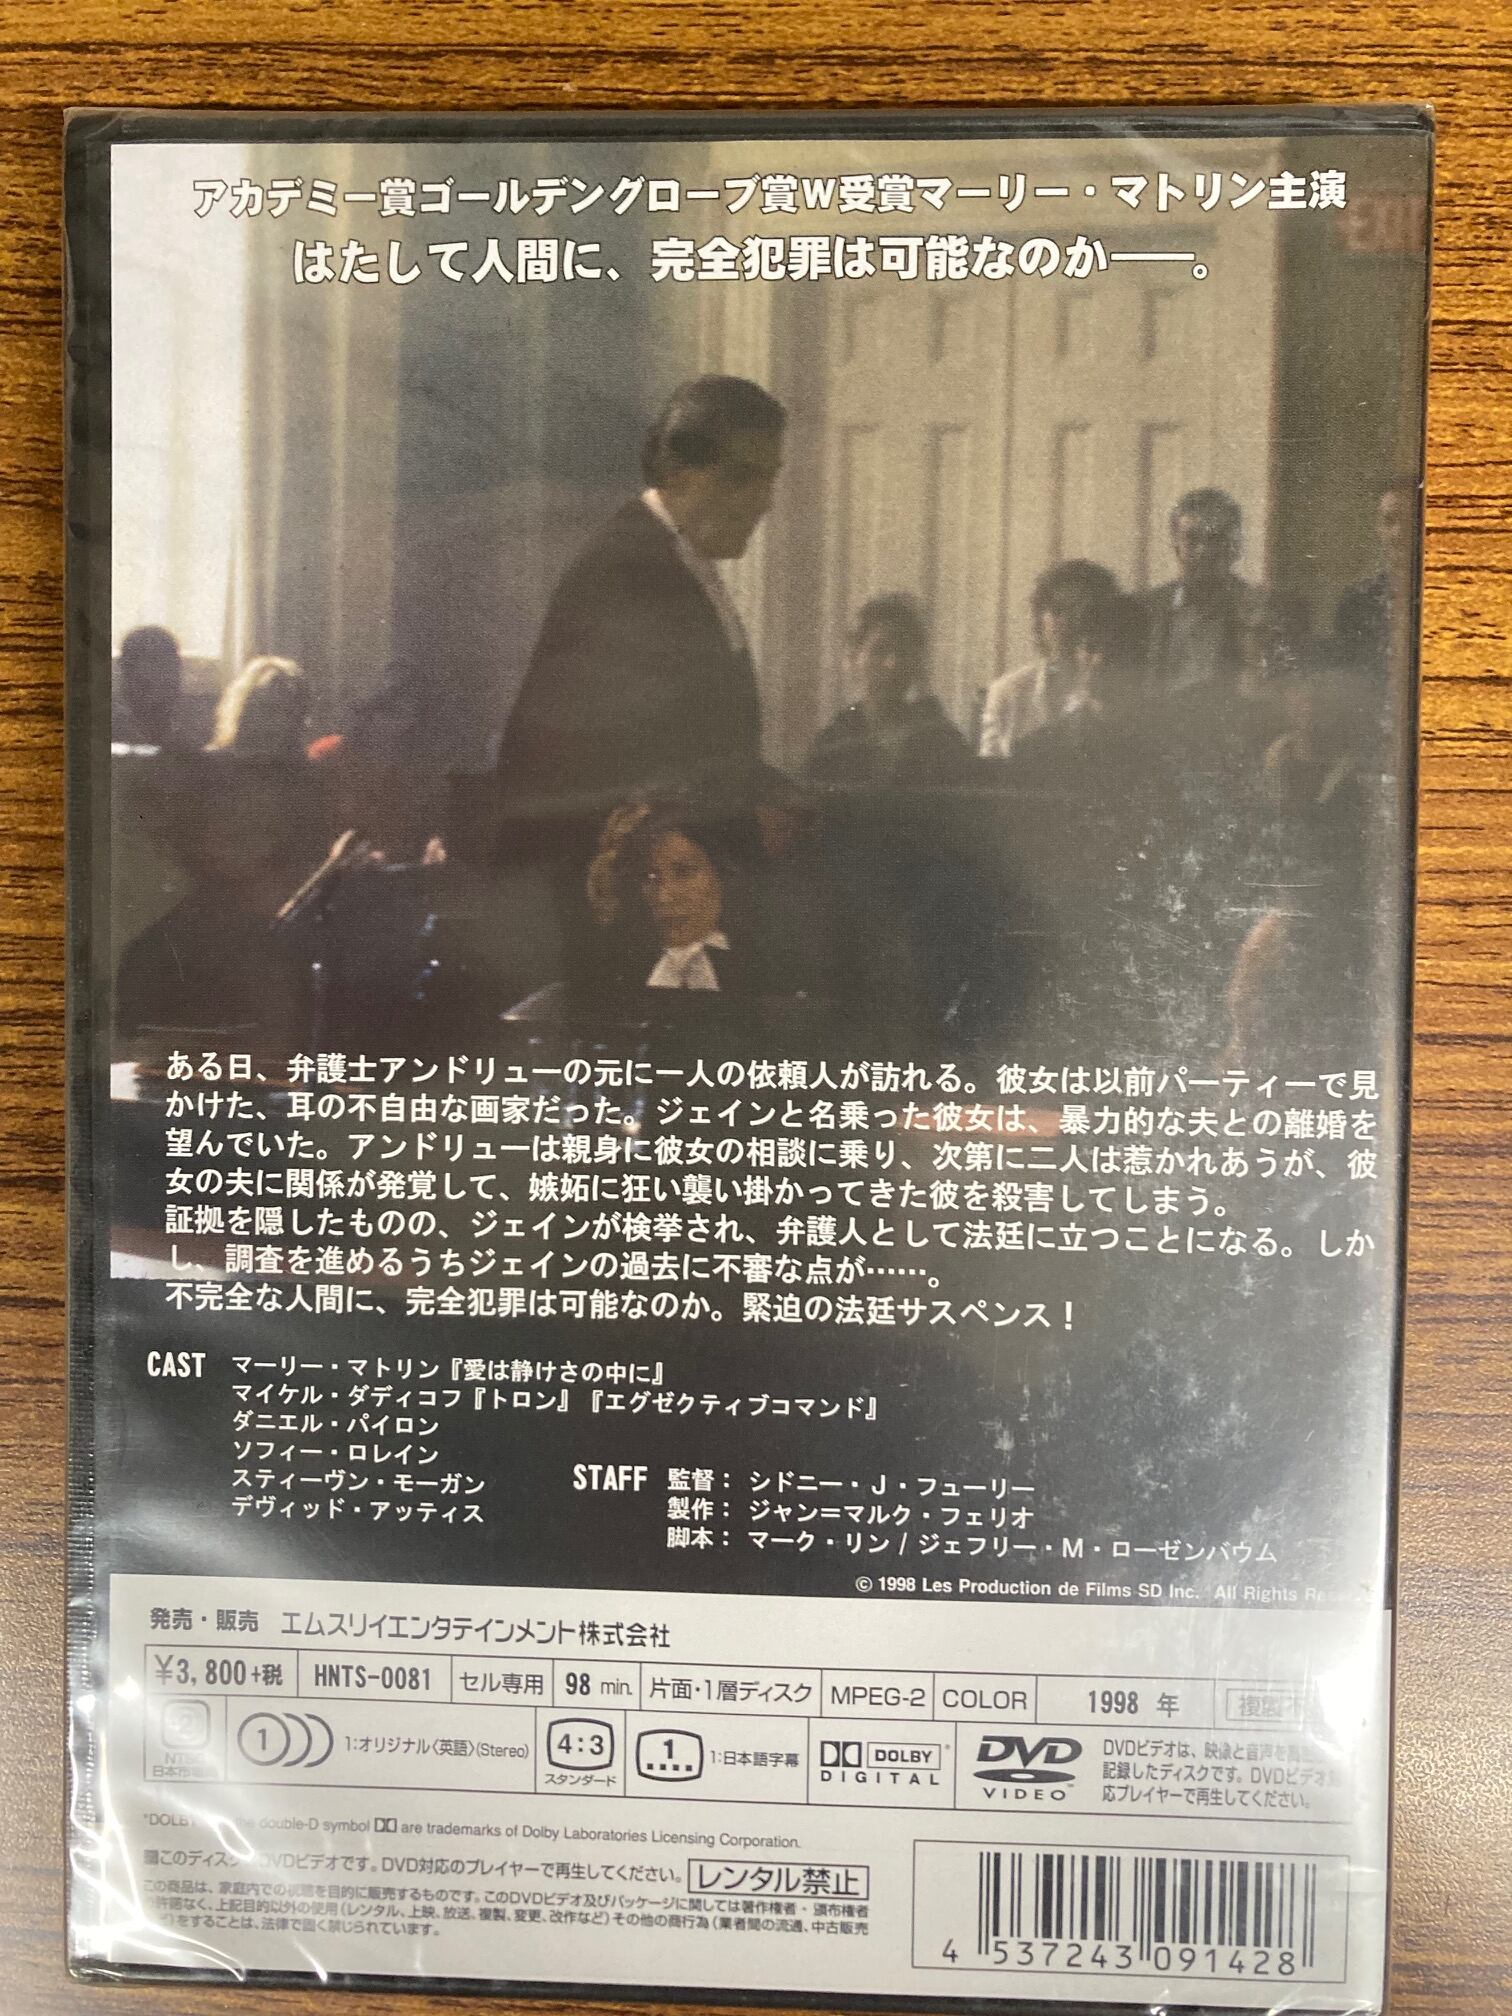 アカデミー賞ゴールデングローブ賞W受賞マーリー・マトリン主演
はたして人間に、完全犯罪は可能なのか――。
ある日、弁護士アンドリューの元に一人の依頼人が訪れる。彼女は以前パーティーで見
かけた、耳の不自由な画家だった。ジェインと名乗った彼女は、暴力的な夫との離婚を
望んでいた。アンドリューは親身に彼女の相談に乗り、次第に二人は惹かれあうが、彼
女の夫に関係が発覚して、嫉妬に狂い襲い掛かってきた彼を殺害してしまう。
証拠を隠したものの、ジェインが検挙され、弁護人として法廷に立つことになる。しか
し、調査を進めるうちジェインの過去に不審な点が……。
不完全な人間に、完全犯罪は可能なのか。緊迫の法廷サスペンス!
CAST マーリー・マトリン『愛は静けさの中に』
マイケル・ダディコフ『トロン』『エグゼクティブコマンド』
ダニエル・パイロン
ソフィー・ロレイン
スティーヴン・モーガン
デヴィッド・アッティス
STAFF 監督: シドニー・J・フューリー
製作: ジャン=マルク・フェリオ
脚本: マーク・リン/ジェフリー・M・ローゼンバウム
© 1998 Les Production de Films SD Inc. All Rights
発売・販売 エムスリイエンタテインメント株式会社
¥3,800+税 HNTS-0081 セル専用 98 min. 片面・1層ディスク MPEG-2 COLOR 1998 年
2 NTSC 日本市場向
1 1:オリジナル〈英語〉(Stereo) 4:3 スタンダード 1 1:日本語字幕 DOLBY DIGITAL DVD VIDEO
DVDビデオは、映像と音声を
記録したディスクです。DVDビデオ
応プレイヤーで再生してください。
double-D symbol are trademarks of Dolby Laboratories Licensing Corporation.
このディスク DVDビデオです。DVD対応のプレイヤーで再生してください。 レンタル禁止
この商品は、家庭内での視聴を目的に販売するものです。このDVDビデオ及びパッケージに関しては著作権者・頒布権者
許諾なく、上記目的以外の使用(レンタル、上映、放送、複製、変更、改作など)その他の商行為(業者間の流通、中古販売
をすることは、法律で固く禁じられています。
4 537243 091428